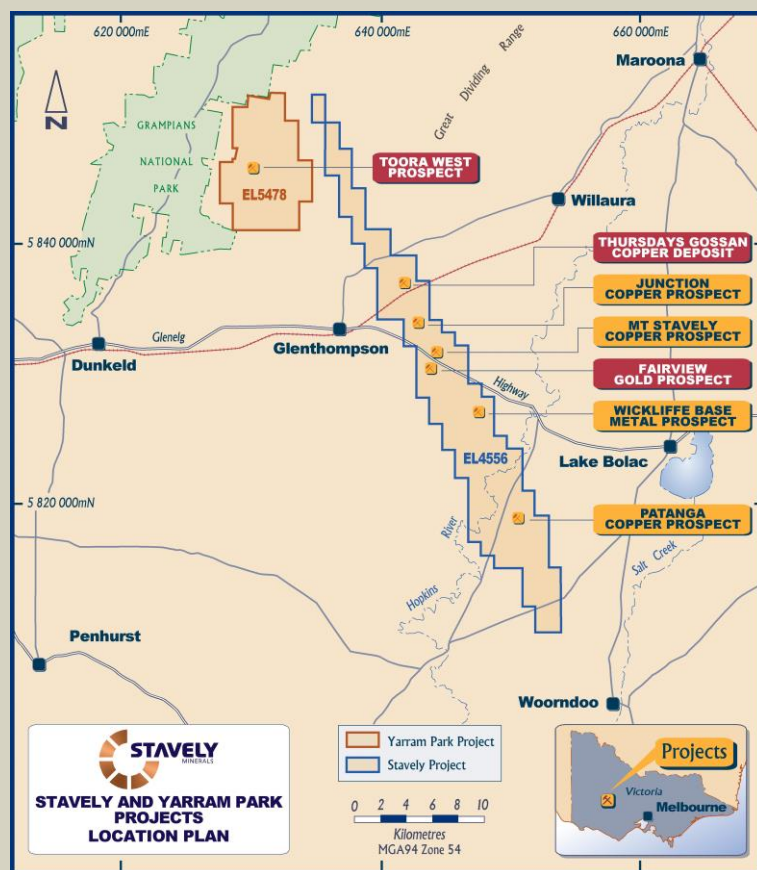 620 000mE
640 000mE
660 000mE
Maroona
Great Dividing Range
N
GRAMPIANS
NATIONAL
PARK
TOORA WEST
PROSPECT
EL5478
Willaura
5 840 000mN
THURSDAYS GOSSAN
COPPER DEPOSIT
JUNCTION
COPPER PROSPECT
MT STAVELY
COPPER PROSPECT
Glenelg
Dunkeld
Glenthompson
FAIRVIEW
GOLD PROSPECT
Highway
WICKLIFFE BASE
METAL PROSPECT
EL4556
Lake Bolac
5 820 000mN
PATANGA
COPPER PROSPECT
River
Hopkins
Salt Creek
Penhurst
Woorndoo
STAVELY
MINERALS
STAVELY AND YARRAM PARK
PROJECTS
LOCATION PLAN
Yarram Park Project
Stavely Project
0 2 4 6 8 10
Kilometres
MGA94 Zone 54
Projects
Victoria
Melbourne